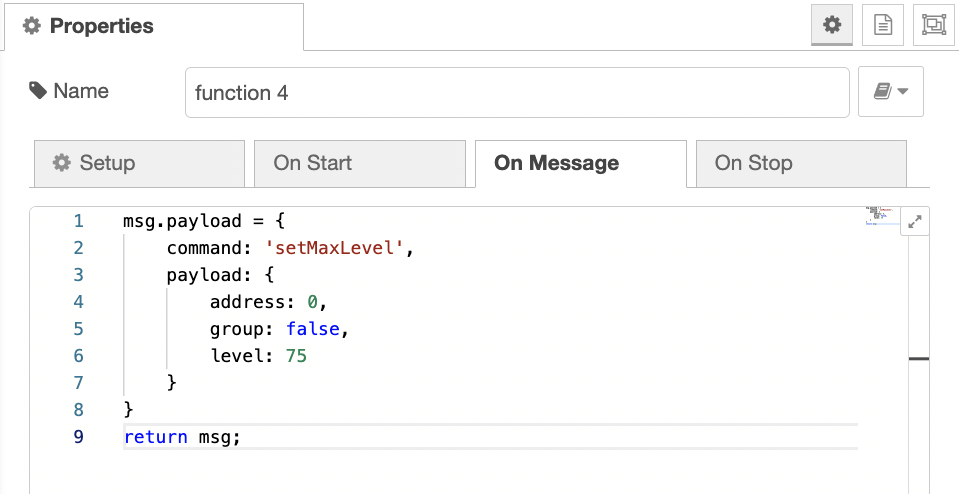 Properties
Name
function 4
Setup
On Start
On Message
On Stop
1 msg.payload = {
2     command: 'setMaxLevel',
3     payload: {
4         address: 0,
5         group: false,
6         level: 75
7     }
8 }
9 return msg;